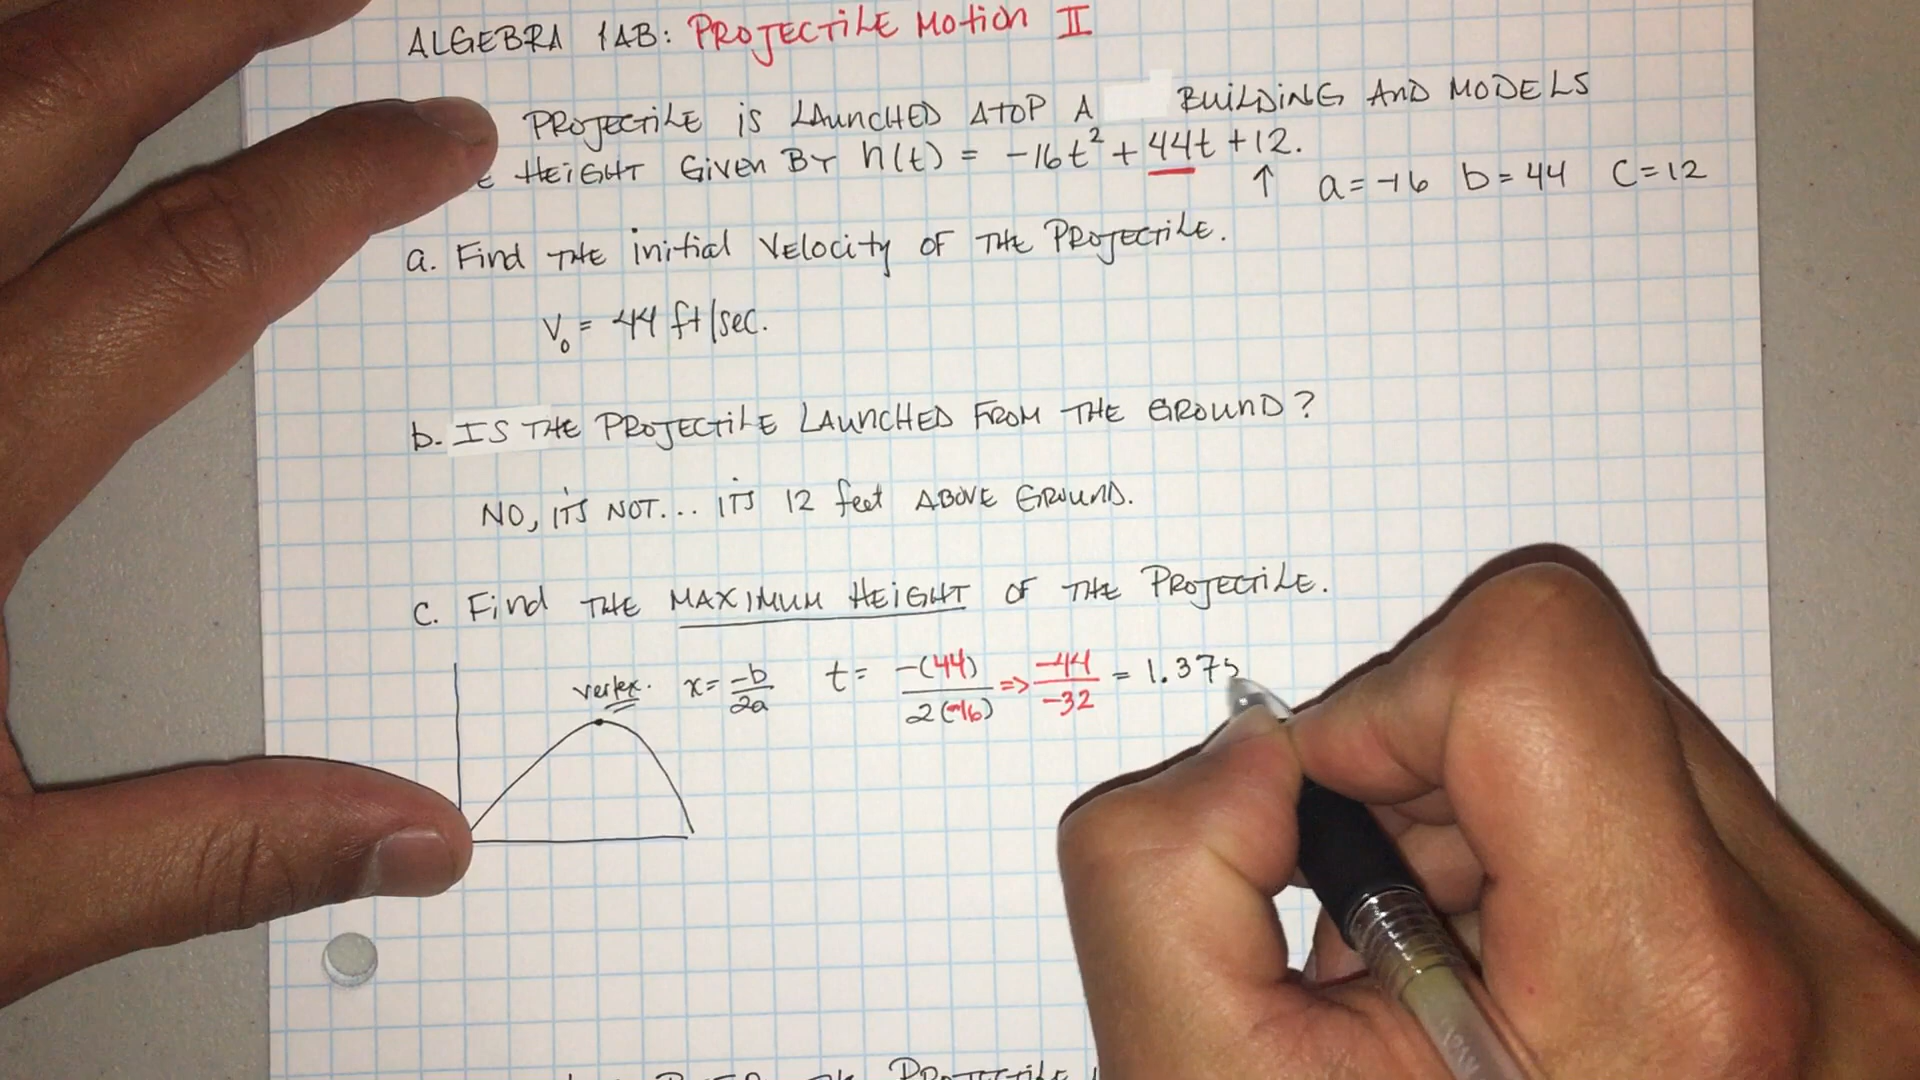 ALGEBRA 1AB: PROJECTILE MOTION II
PROJECTILE IS LAUNCHED ATOP A BUILDING AND MODELS
HEIGHT GIVEN BY h(t) = -16t² + 44t + 12.
↑ a = -16 b = 44 c = 12
a. Find THE initial VELOCITY OF THE PROJECTILE.
V₀ = 44 ft/sec.
b. IS THE PROJECTILE LAUNCHED FROM THE GROUND?
NO, IT'S NOT... IT'S 12 feet ABOVE GROUND.
c. Find THE MAXIMUM HEIGHT OF THE PROJECTILE.
vertex. x = -b/2a t = -(44)/2(-16) => -44/-32 = 1.375
THE PROJECTILE